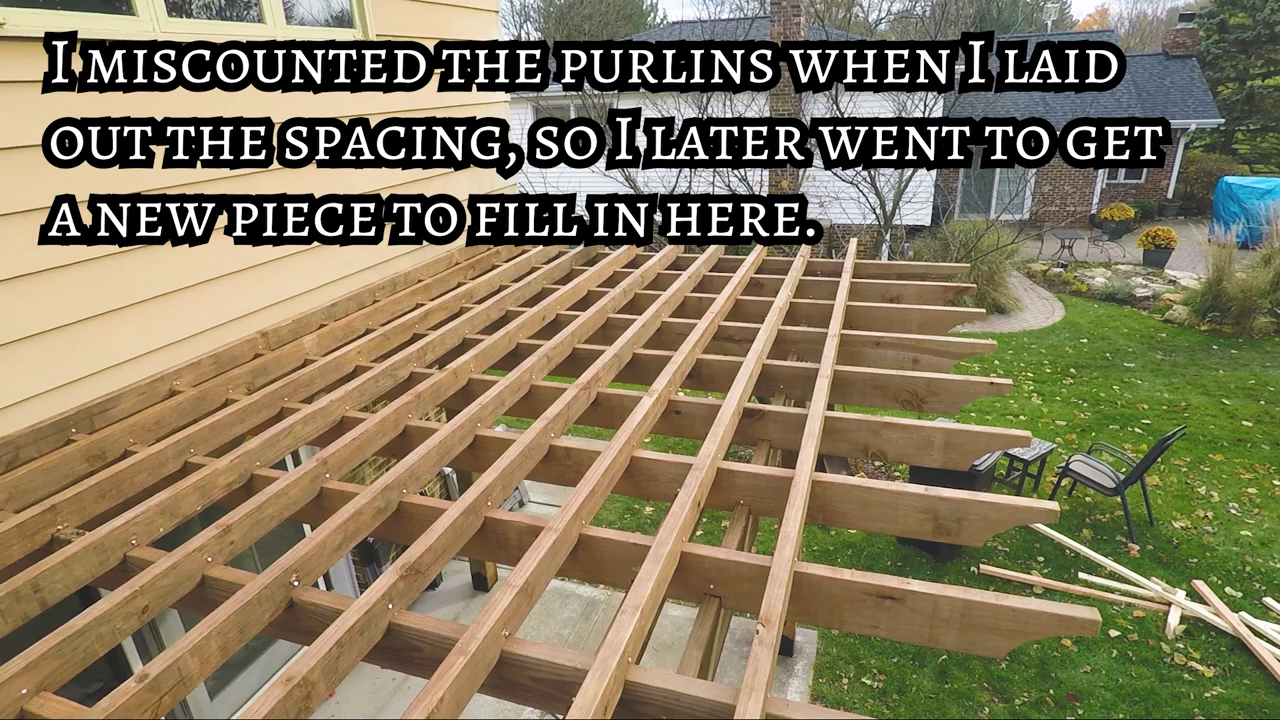 I miscounted the purlins when I laid
out the spacing, so I later went to get
a new piece to fill in here.